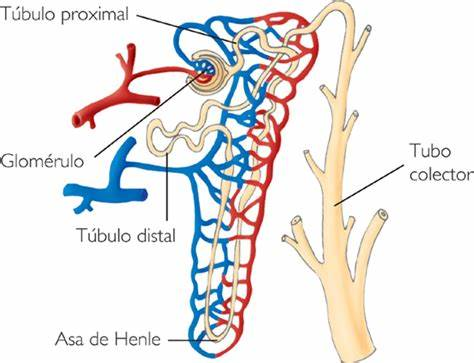 Túbulo proximal
Glomérulo
Túbulo distal
Asa de Henle
Tubo
colector